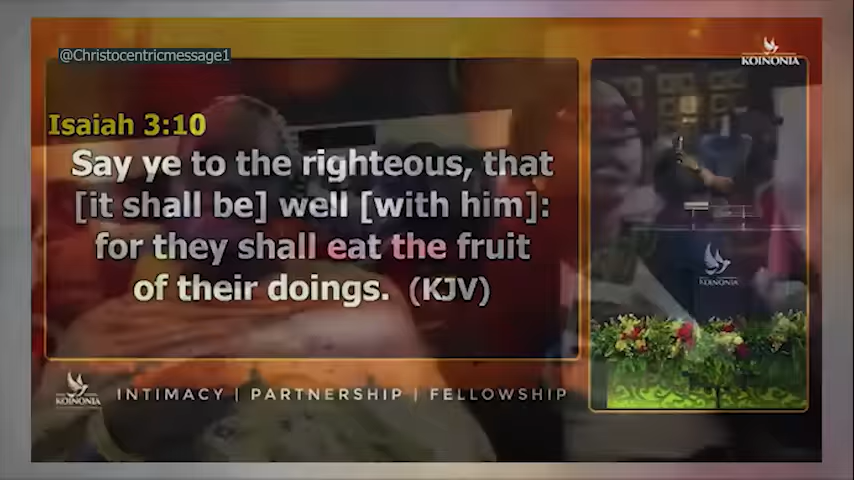 @Christocentricmessage1
KOINONIA
Isaiah 3:10
Say ye to the righteous, that
[it shall be] well [with him]:
for they shall eat the fruit
of their doings. (KJV)
KOINONIA
KOINONIA
INTIMACY | PARTNERSHIP | FELLOWSHIP